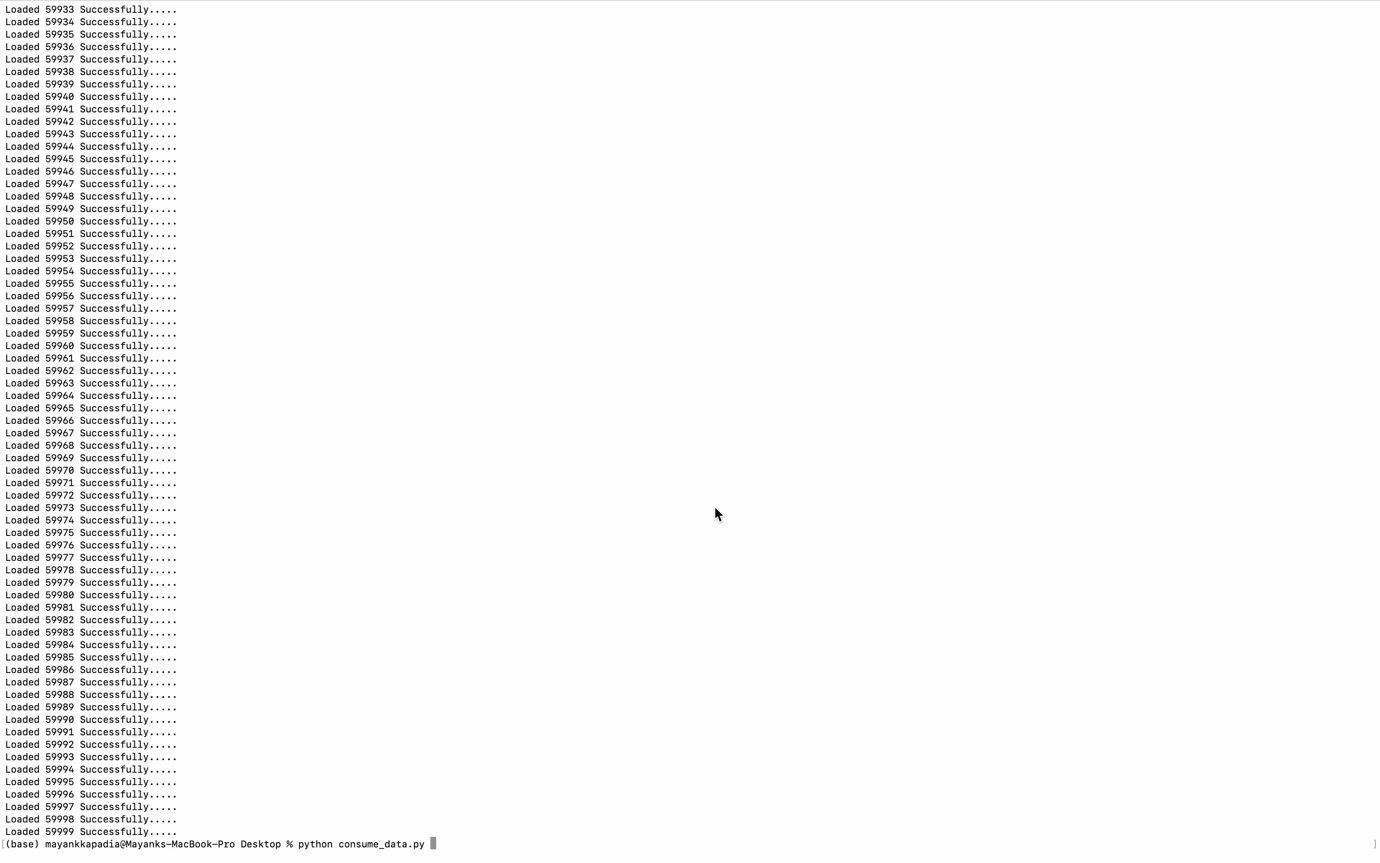 Loaded 59933 Successfully.....
Loaded 59934 Successfully.....
Loaded 59935 Successfully.....
Loaded 59936 Successfully.....
Loaded 59937 Successfully.....
Loaded 59938 Successfully.....
Loaded 59939 Successfully.....
Loaded 59940 Successfully.....
Loaded 59941 Successfully.....
Loaded 59942 Successfully.....
Loaded 59943 Successfully.....
Loaded 59944 Successfully.....
Loaded 59945 Successfully.....
Loaded 59946 Successfully.....
Loaded 59947 Successfully.....
Loaded 59948 Successfully.....
Loaded 59949 Successfully.....
Loaded 59950 Successfully.....
Loaded 59951 Successfully.....
Loaded 59952 Successfully.....
Loaded 59953 Successfully.....
Loaded 59954 Successfully.....
Loaded 59955 Successfully.....
Loaded 59956 Successfully.....
Loaded 59957 Successfully.....
Loaded 59958 Successfully.....
Loaded 59959 Successfully.....
Loaded 59960 Successfully.....
Loaded 59961 Successfully.....
Loaded 59962 Successfully.....
Loaded 59963 Successfully.....
Loaded 59964 Successfully.....
Loaded 59965 Successfully.....
Loaded 59966 Successfully.....
Loaded 59967 Successfully.....
Loaded 59968 Successfully.....
Loaded 59969 Successfully.....
Loaded 59970 Successfully.....
Loaded 59971 Successfully.....
Loaded 59972 Successfully.....
Loaded 59973 Successfully.....
Loaded 59974 Successfully.....
Loaded 59975 Successfully.....
Loaded 59976 Successfully.....
Loaded 59977 Successfully.....
Loaded 59978 Successfully.....
Loaded 59979 Successfully.....
Loaded 59980 Successfully.....
Loaded 59981 Successfully.....
Loaded 59982 Successfully.....
Loaded 59983 Successfully.....
Loaded 59984 Successfully.....
Loaded 59985 Successfully.....
Loaded 59986 Successfully.....
Loaded 59987 Successfully.....
Loaded 59988 Successfully.....
Loaded 59989 Successfully.....
Loaded 59990 Successfully.....
Loaded 59991 Successfully.....
Loaded 59992 Successfully.....
Loaded 59993 Successfully.....
Loaded 59994 Successfully.....
Loaded 59995 Successfully.....
Loaded 59996 Successfully.....
Loaded 59997 Successfully.....
Loaded 59998 Successfully.....
Loaded 59999 Successfully.....
[(base) mayankkapadia@Mayanks-MacBook-Pro Desktop % python consume_data.py ]